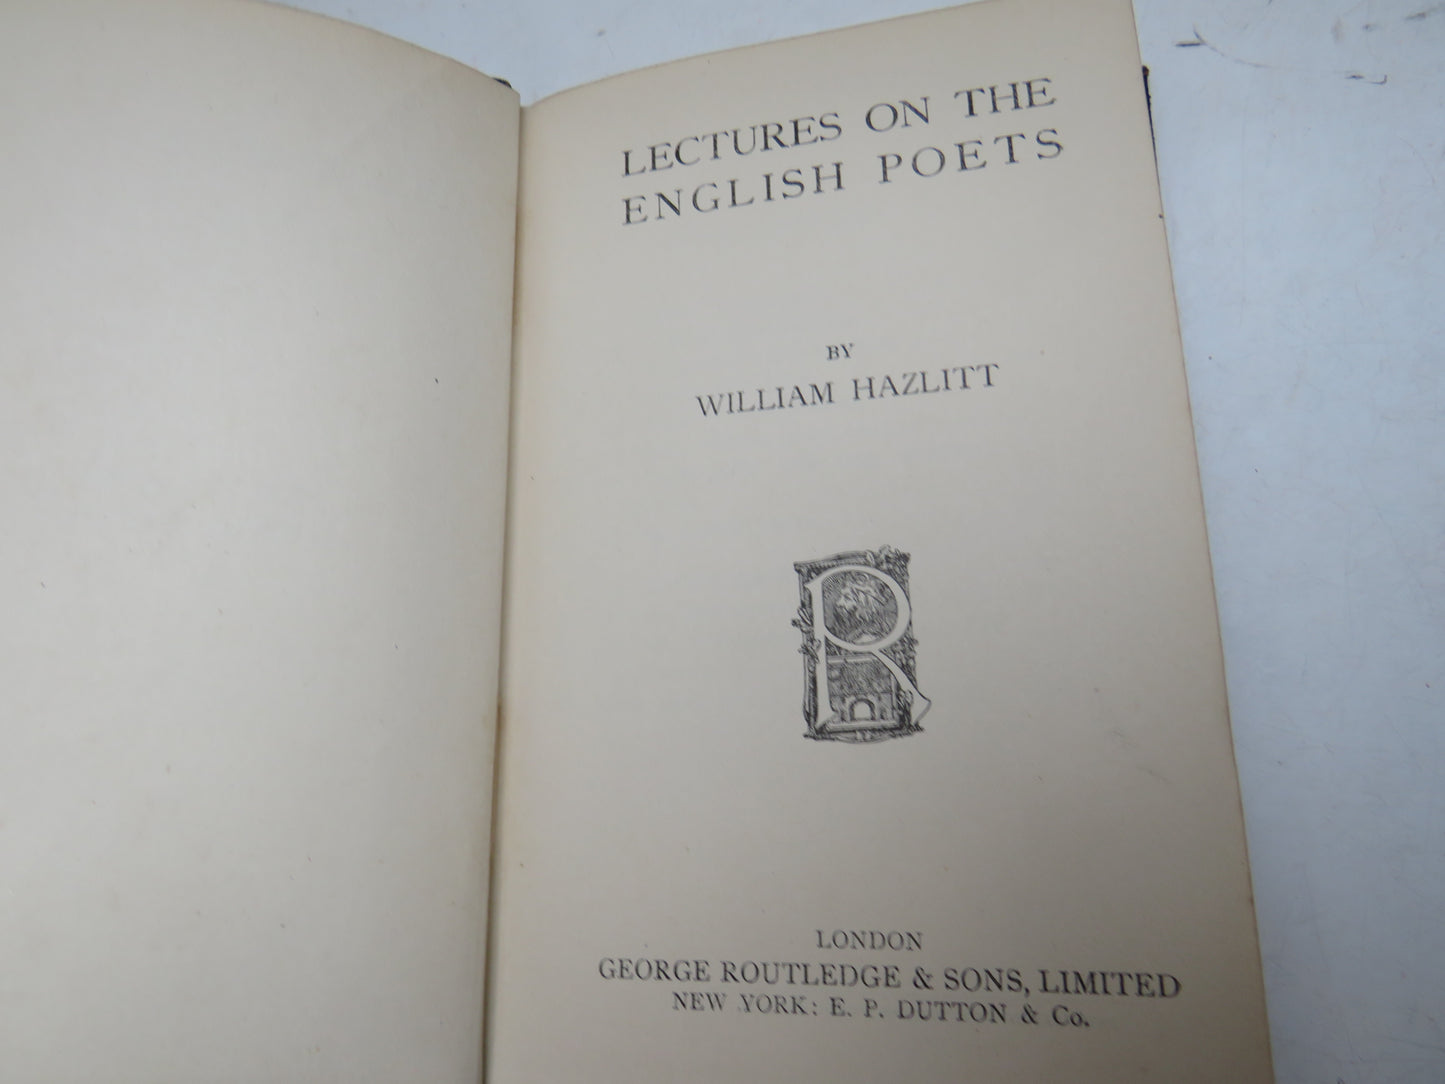 LECTURES ON THE
ENGLISH POETS
BY
WILLIAM HAZLITT
R
LONDON
GEORGE ROUTLEDGE & SONS, LIMITED
NEW YORK: E. P. DUTTON & Co.